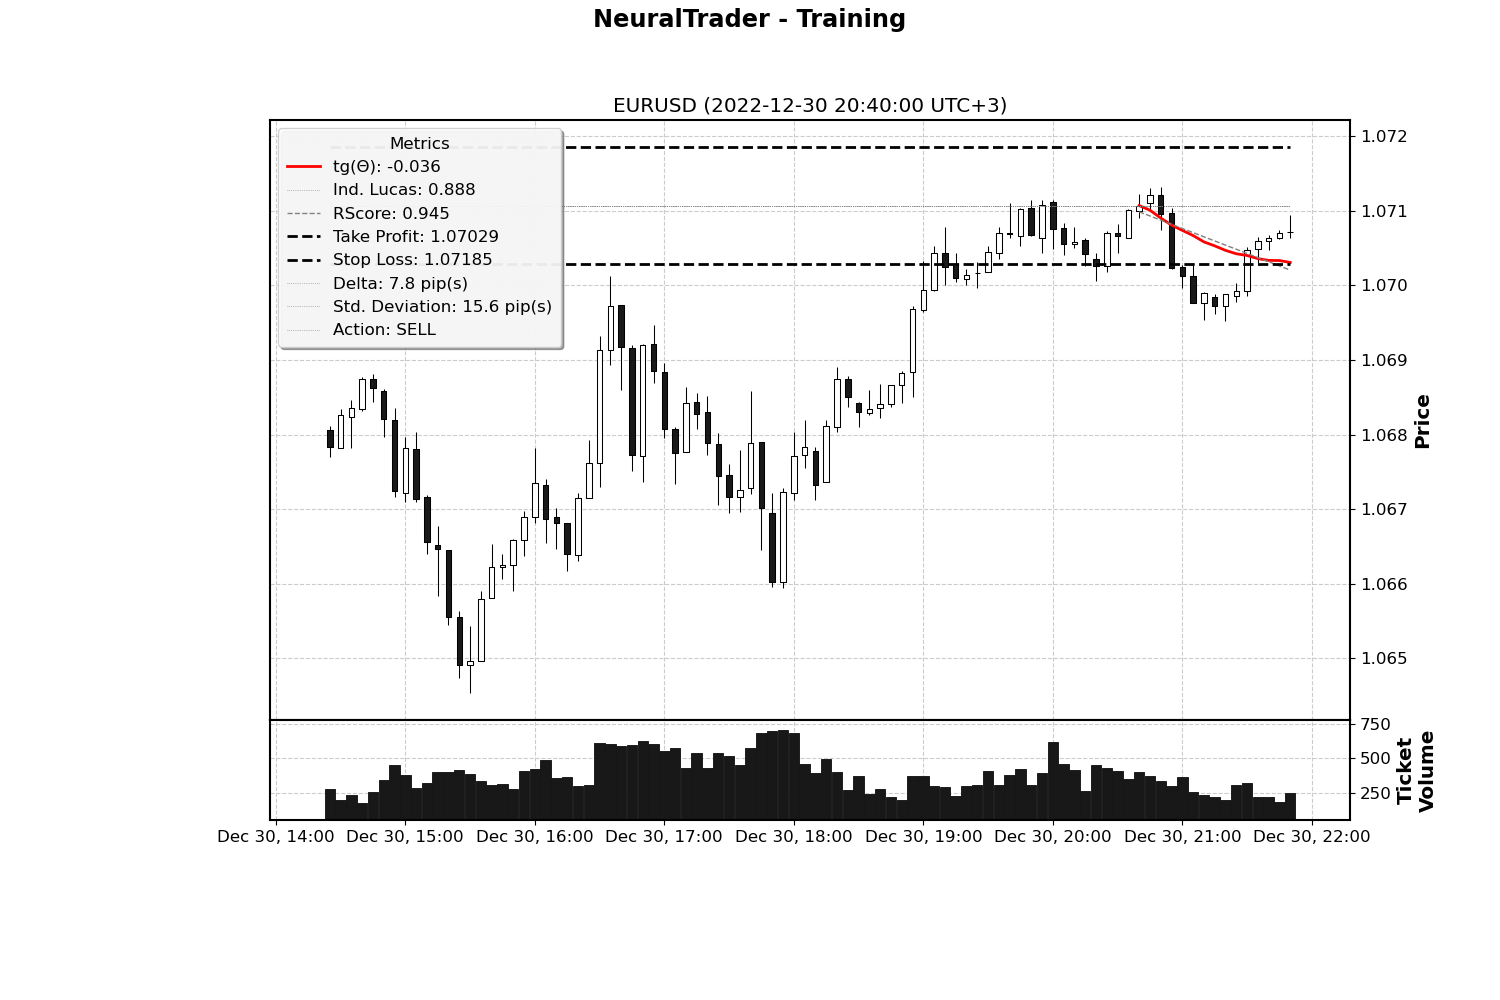 NeuralTrader - Training
EURUSD (2022-12-30 20:40:00 UTC+3)
Metrics
tg(Θ): -0.036
Ind. Lucas: 0.888
RScore: 0.945
Take Profit: 1.07029
Stop Loss: 1.07185
Delta: 7.8 pip(s)
Std. Deviation: 15.6 pip(s)
Action: SELL
1.072
1.071
1.070
1.069
1.068
1.067
1.066
1.065
Price
750
500
250
Ticket
Volume
Dec 30, 14:00 Dec 30, 15:00 Dec 30, 16:00 Dec 30, 17:00 Dec 30, 18:00 Dec 30, 19:00 Dec 30, 20:00 Dec 30, 21:00 Dec 30, 22:00